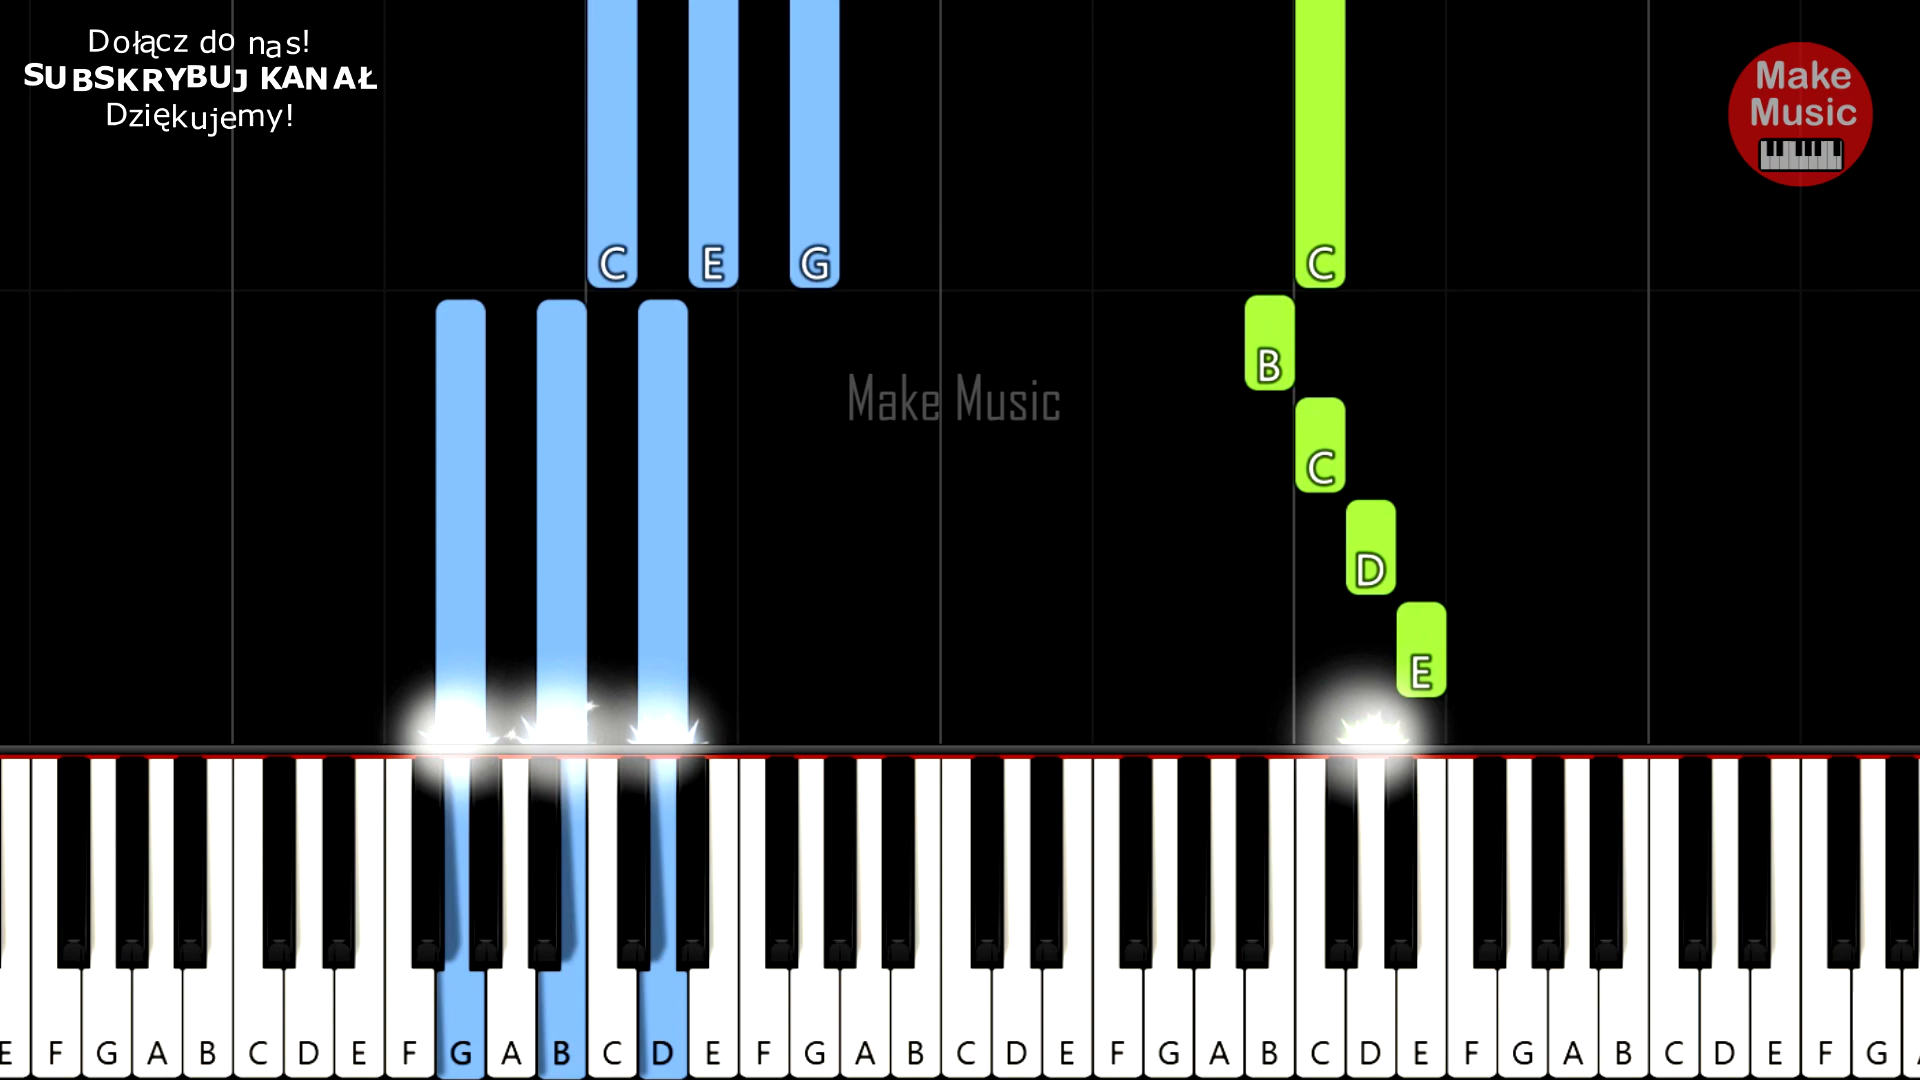 Dołącz do nas!
SUBSKRYBUJ KANAŁ
Dziękujemy!
Make
Music
C E G C
B
Make Music
C
D
E
E F G A B C D E F G A B C D E F G A B C D E F G A B C D E F G A B C D E F G